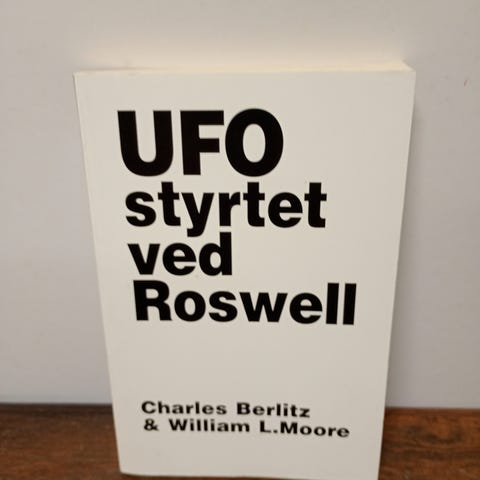 UFO
styrtet
ved
Roswell
Charles Berlitz
& William L.Moore